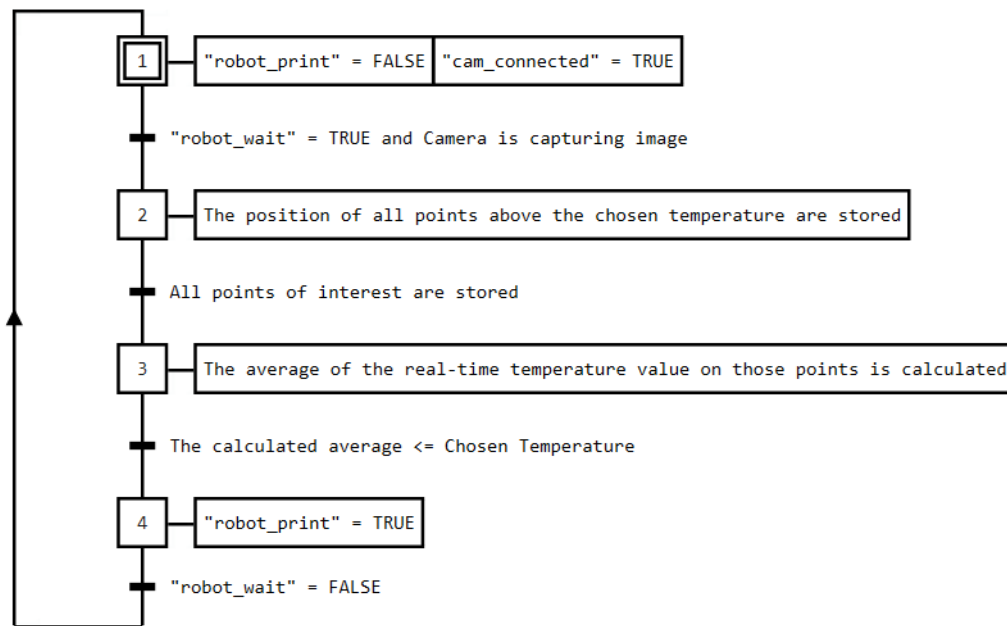 1 "robot_print" = FALSE "cam_connected" = TRUE
"robot_wait" = TRUE and Camera is capturing image
2 The position of all points above the chosen temperature are stored
All points of interest are stored
3 The average of the real-time temperature value on those points is calculated
The calculated average <= Chosen Temperature
4 "robot_print" = TRUE
"robot_wait" = FALSE